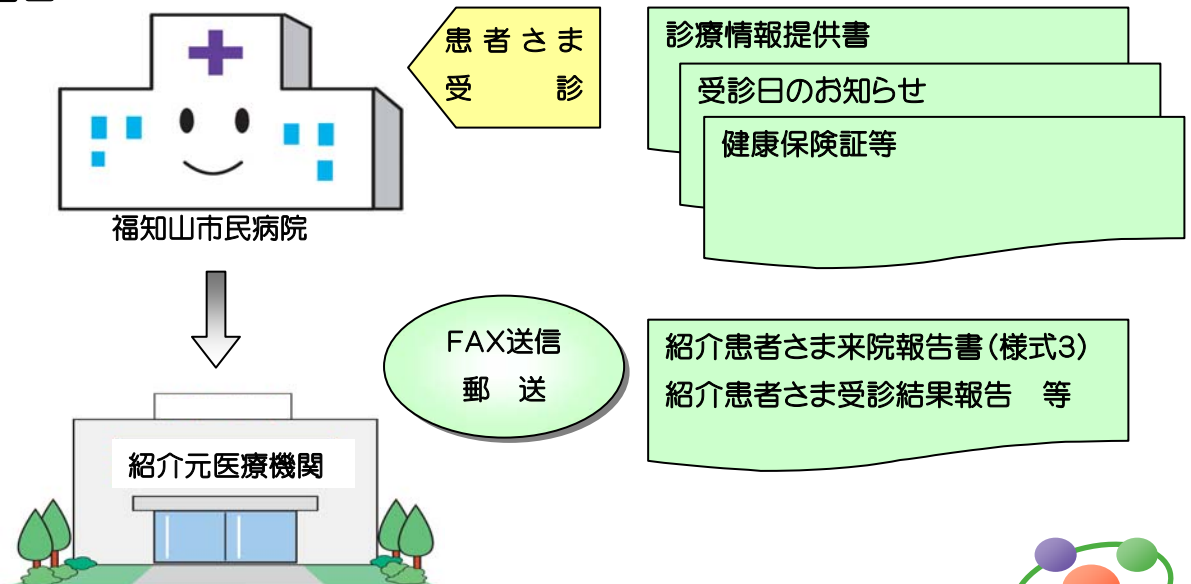 患者さま
受 診
診療情報提供書
受診日のお知らせ
健康保険証等
福知山市民病院
FAX送信
郵 送
紹介患者さま来院報告書(様式3)
紹介患者さま受診結果報告 等
紹介元医療機関